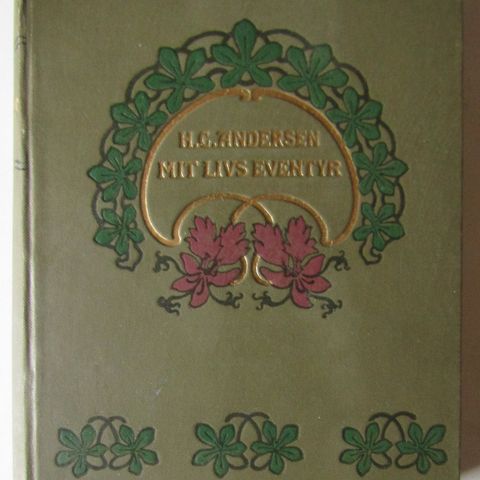 H.C. ANDERSEN
MIT LIVS EVENTYR